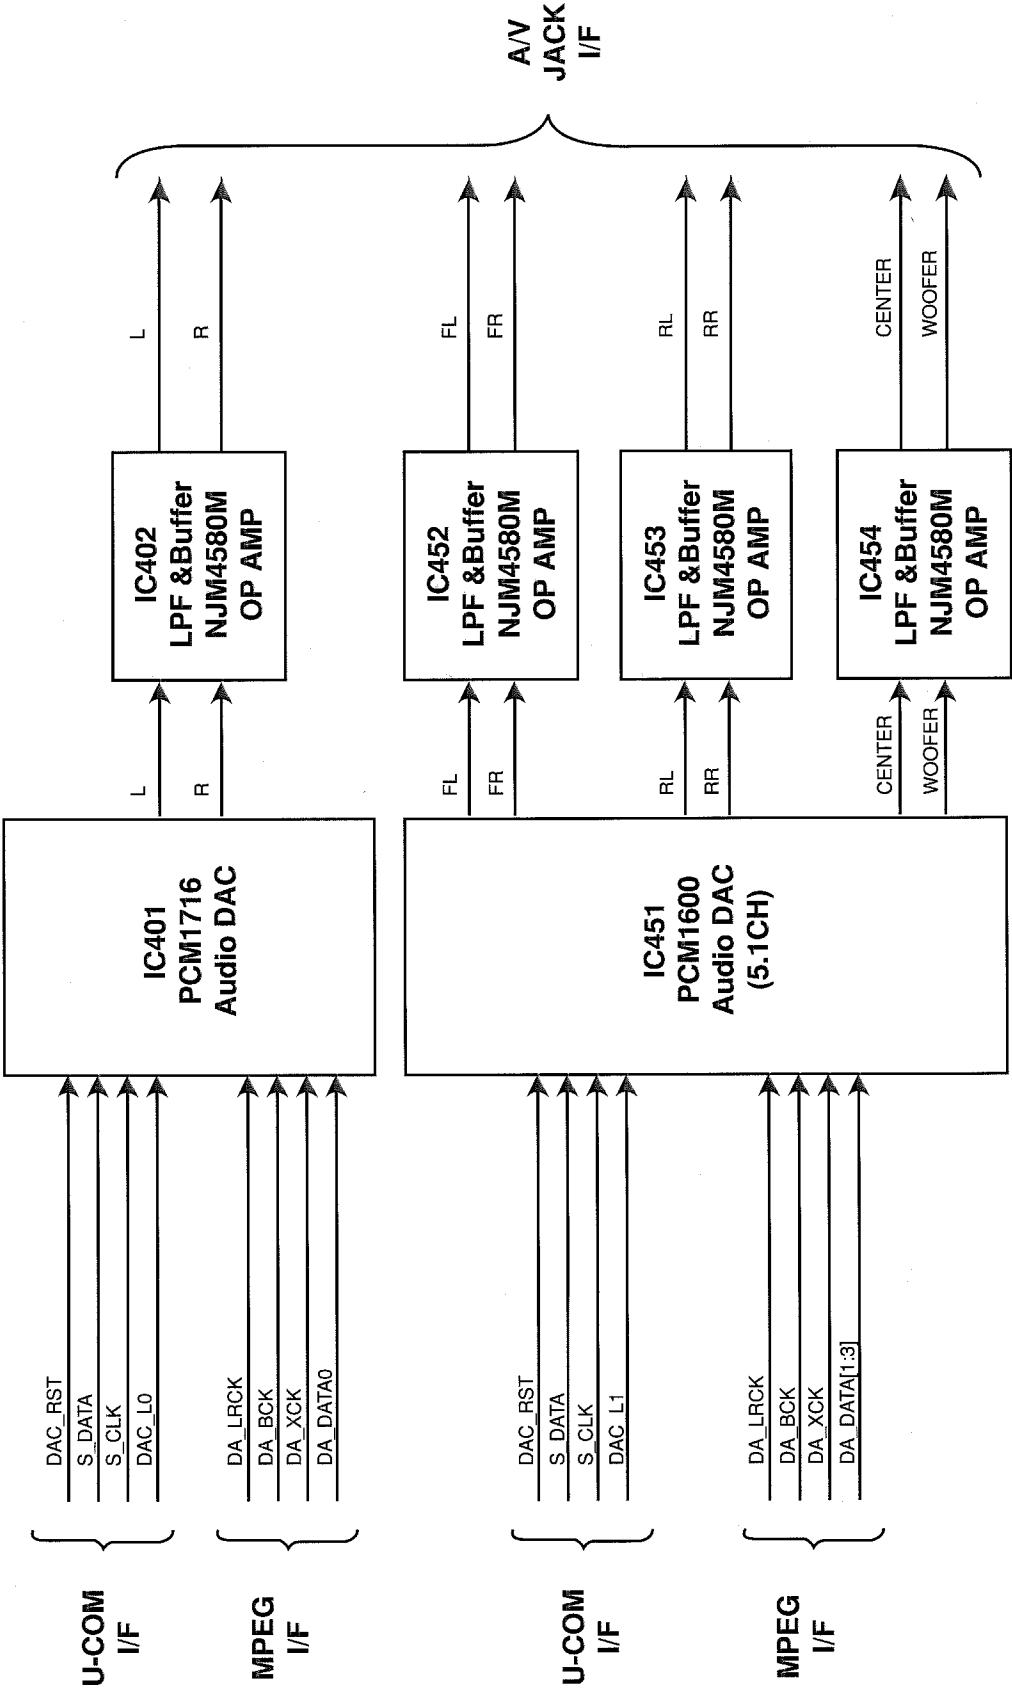 U-COM
I/F
DAC_RST
S_DATA
S_CLK
DAC_L0
MPEG
I/F
DA_LRCK
DA_BCK
DA_XCK
DA_DATA0
IC401
PCM1716
Audio DAC
L
R
IC402
LPF &Buffer
NJM4580M
OP AMP
L
R
U-COM
I/F
DAC_RST
S_DATA
S_CLK
DAC_L1
MPEG
I/F
DA_LRCK
DA_BCK
DA_XCK
DA_DATA[1:3]
IC451
PCM1600
Audio DAC
(5.1CH)
FL
FR
IC452
LPF &Buffer
NJM4580M
OP AMP
FL
FR
RL
RR
IC453
LPF &Buffer
NJM4580M
OP AMP
RL
RR
CENTER
WOOFER
IC454
LPF &Buffer
NJM4580M
OP AMP
CENTER
WOOFER
A/V
JACK
I/F